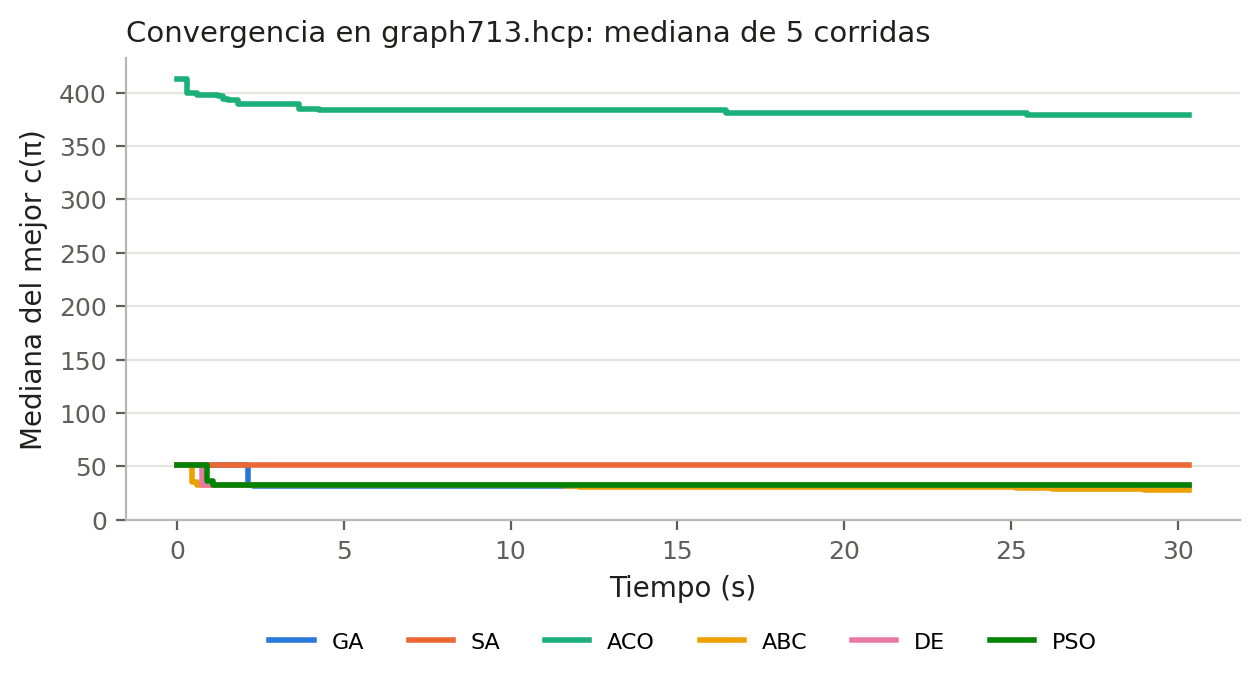 Convergencia en graph713.hcp: mediana de 5 corridas
Mediana del mejor c(π)
400
350
300
250
200
150
100
50
0
0 5 10 15 20 25 30
Tiempo (s)
GA SA ACO ABC DE PSO